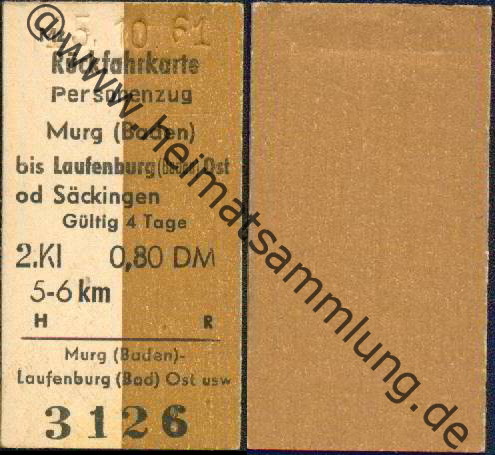 15.10 61
Rückfahrkarte
Personenzug
Murg (Baden)
bis Laufenburg (Baden) Ost
od Säckingen
Gültig 4 Tage
2.Kl 0,80 DM
5-6 km
H R
Murg (Baden)-
Laufenburg (Bad) Ost usw
3126
@www.heimatsammlung.de